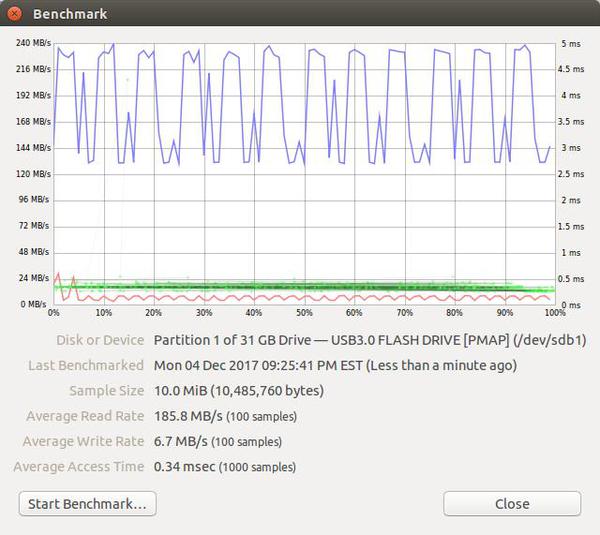 Benchmark
240 MB/s 5 ms
216 MB/s 4.5 ms
192 MB/s 4 ms
168 MB/s 3.5 ms
144 MB/s 3 ms
120 MB/s 2.5 ms
96 MB/s 2 ms
72 MB/s 1.5 ms
48 MB/s 1 ms
24 MB/s 0.5 ms
0 MB/s 0 ms
0% 10% 20% 30% 40% 50% 60% 70% 80% 90% 100%
Disk or Device Partition 1 of 31 GB Drive — USB3.0 FLASH DRIVE [PMAP] (/dev/sdb1)
Last Benchmarked Mon 04 Dec 2017 09:25:41 PM EST (Less than a minute ago)
Sample Size 10.0 MiB (10,485,760 bytes)
Average Read Rate 185.8 MB/s (100 samples)
Average Write Rate 6.7 MB/s (100 samples)
Average Access Time 0.34 msec (1000 samples)
Start Benchmark... Close